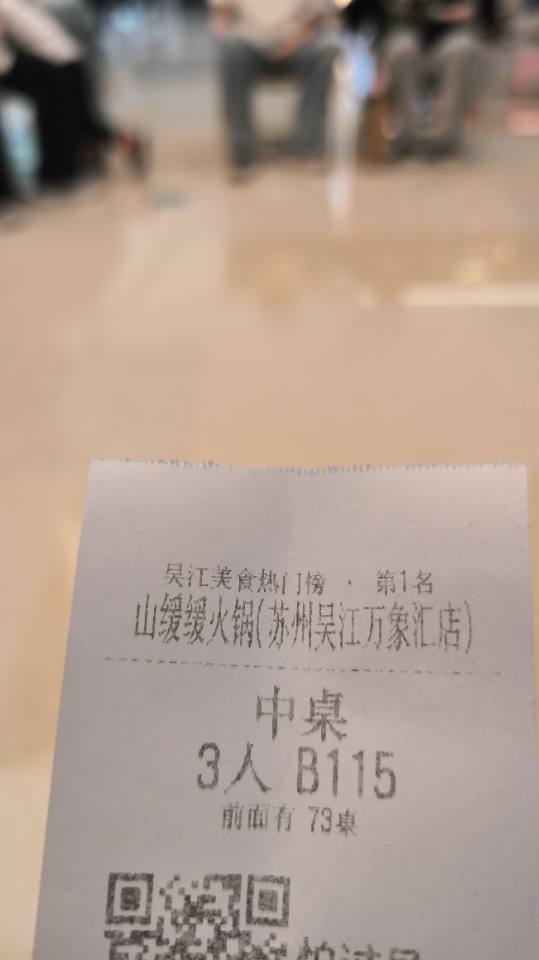 吴江美食热门榜 · 第1名
山缓缓火锅(苏州吴江万象汇店)
中桌
3人 B115
前面有 73桌